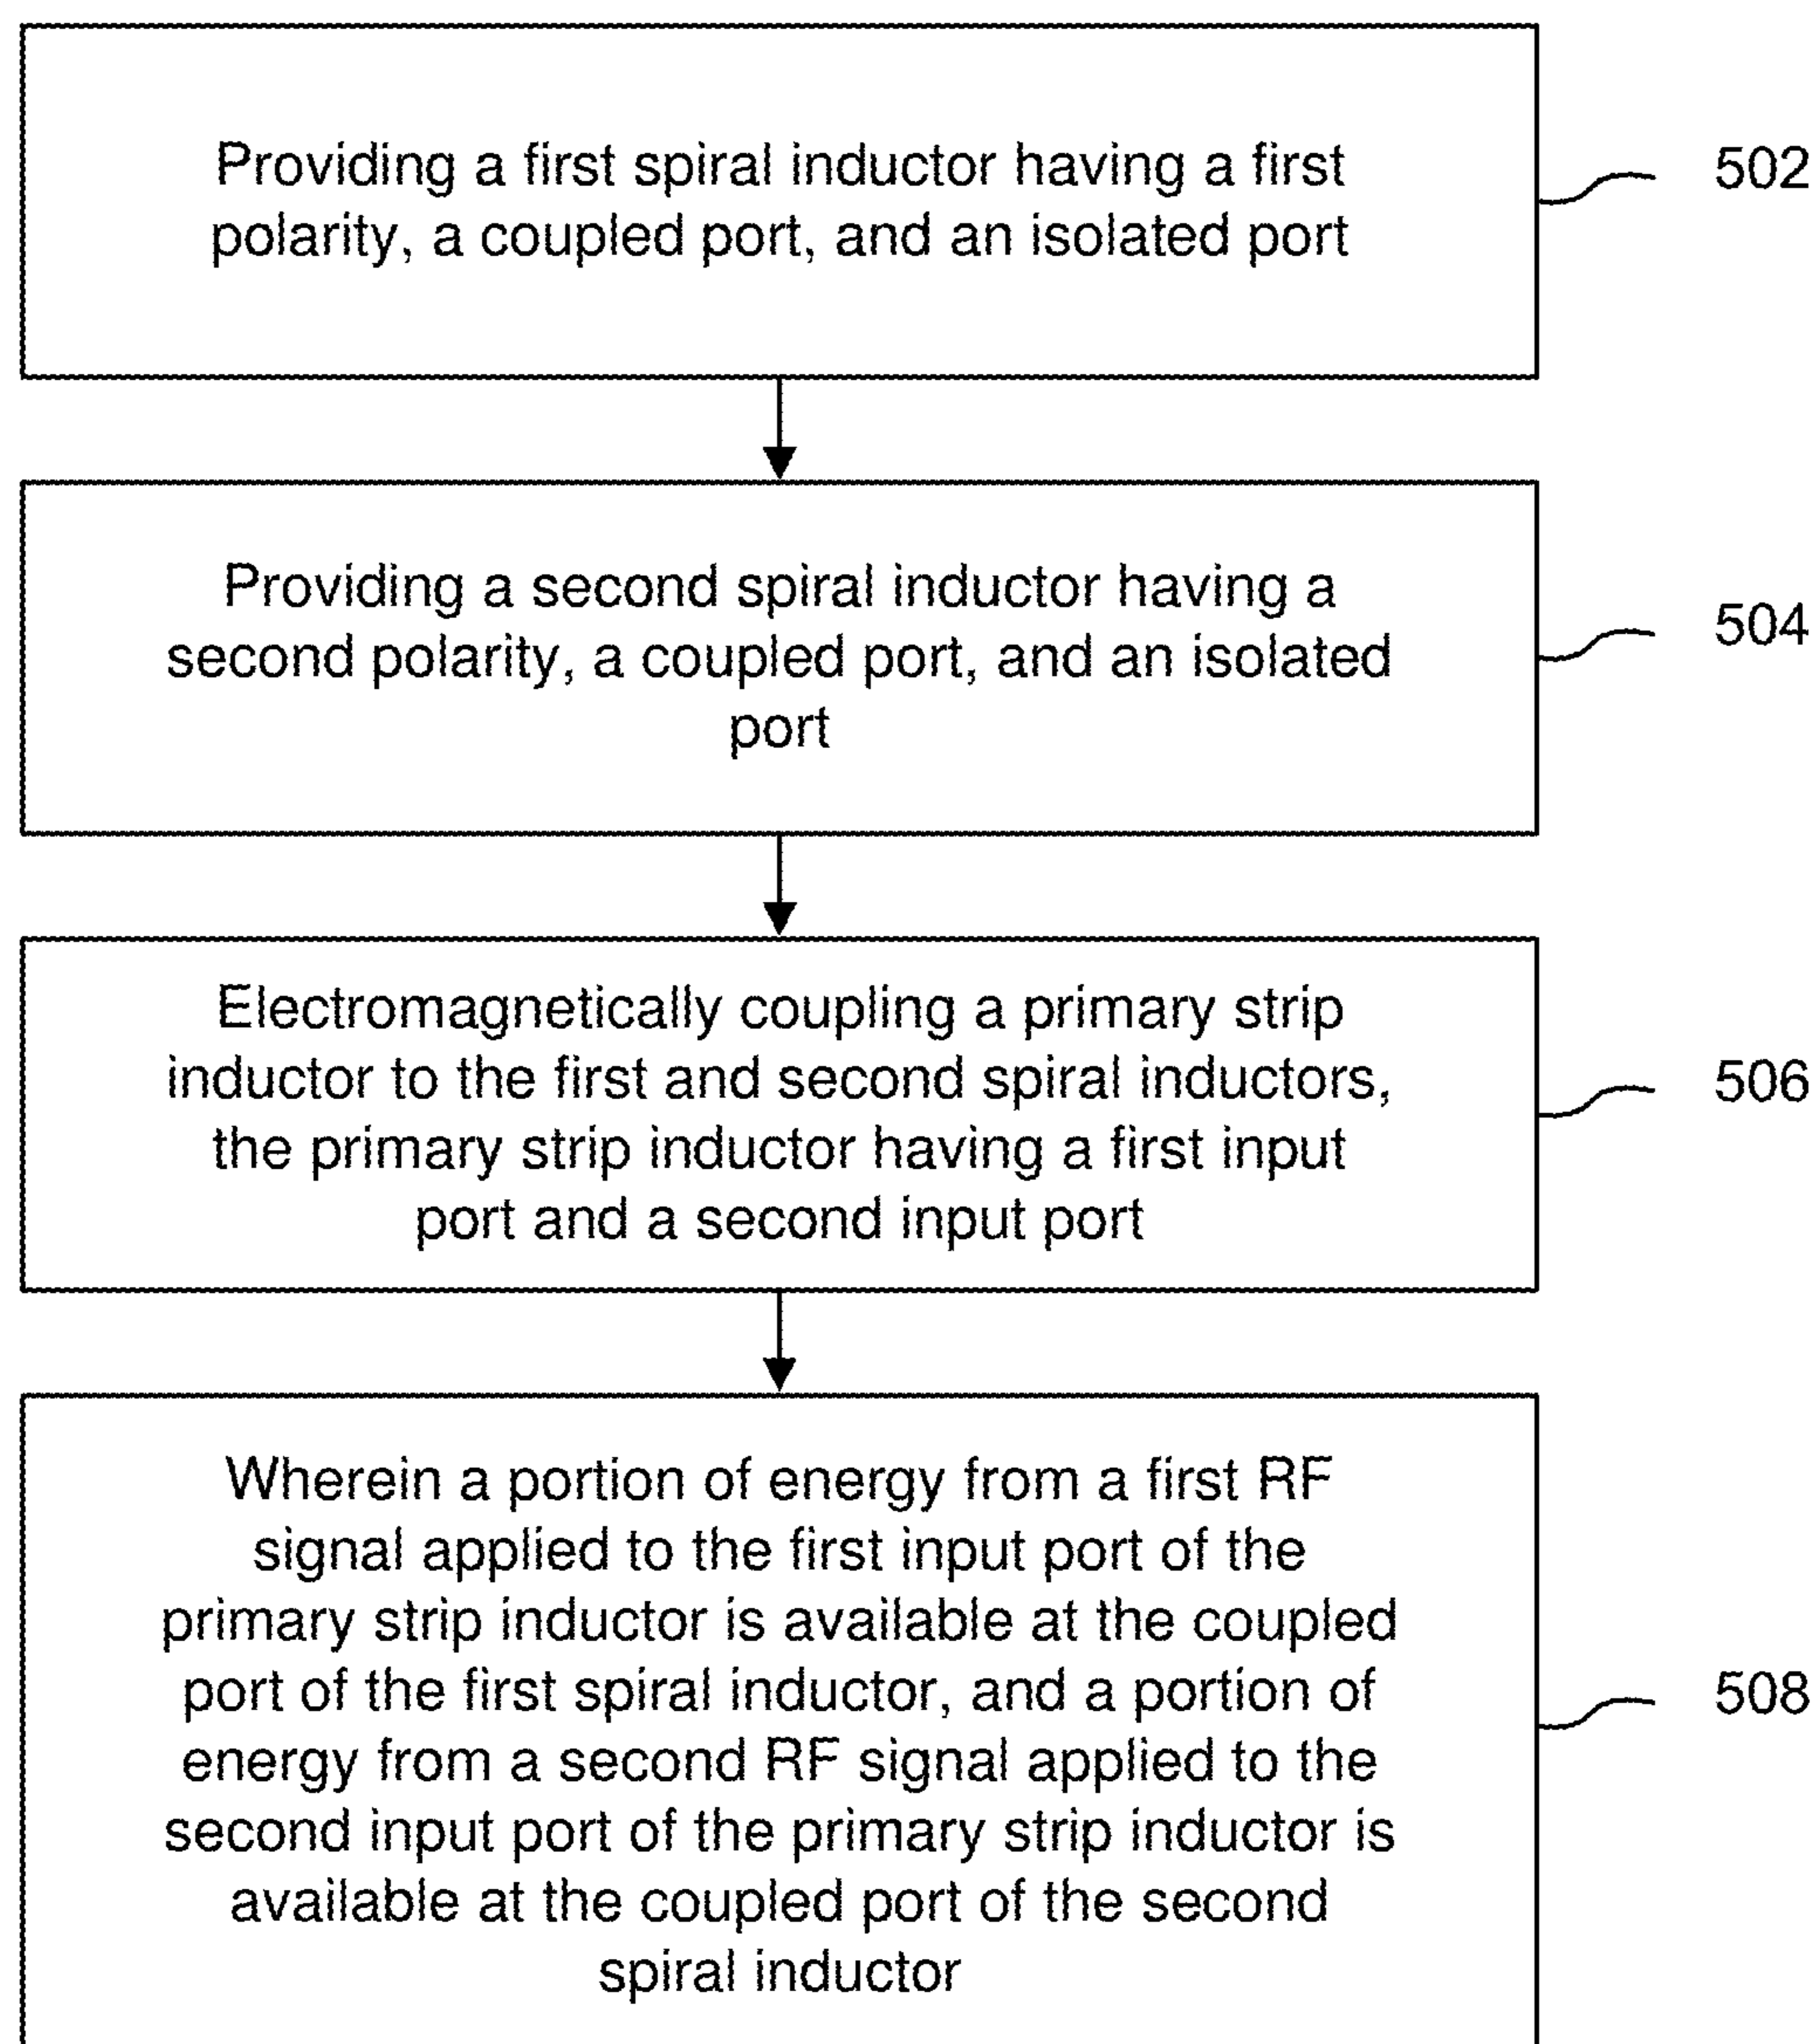 Providing a first spiral inductor having a first
polarity, a coupled port, and an isolated port
502
Providing a second spiral inductor having a
second polarity, a coupled port, and an isolated
port
504
Electromagnetically coupling a primary strip
inductor to the first and second spiral inductors,
the primary strip inductor having a first input
port and a second input port
506
Wherein a portion of energy from a first RF
signal applied to the first input port of the
primary strip inductor is available at the coupled
port of the first spiral inductor, and a portion of
energy from a second RF signal applied to the
second input port of the primary strip inductor is
available at the coupled port of the second
spiral inductor
508